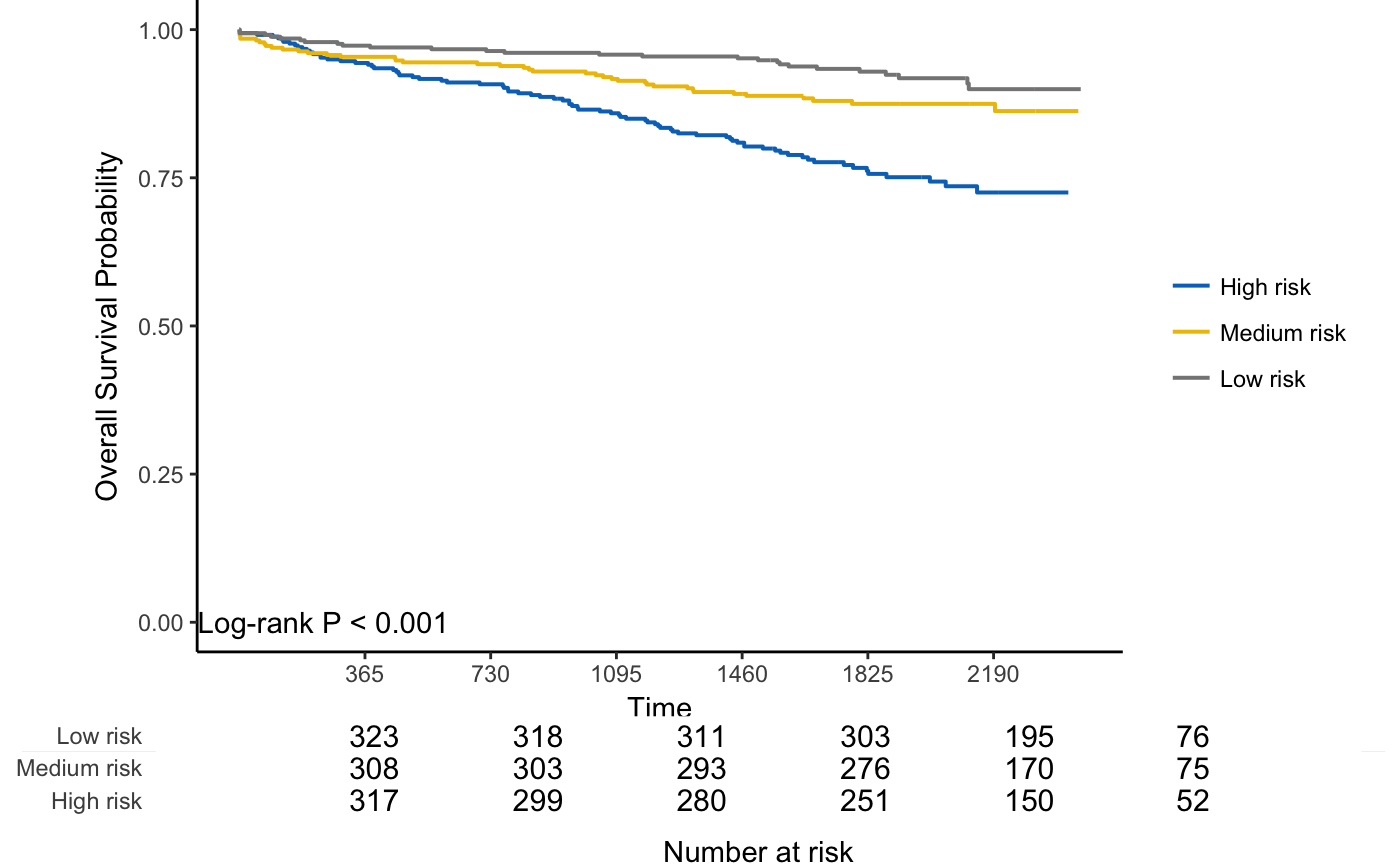 1.00
0.75
0.50
0.25
0.00
Overall Survival Probability
Log-rank P < 0.001
365 730 1095 1460 1825 2190
Time
High risk
Medium risk
Low risk
Low risk 323 318 311 303 195 76
Medium risk 308 303 293 276 170 75
High risk 317 299 280 251 150 52
Number at risk